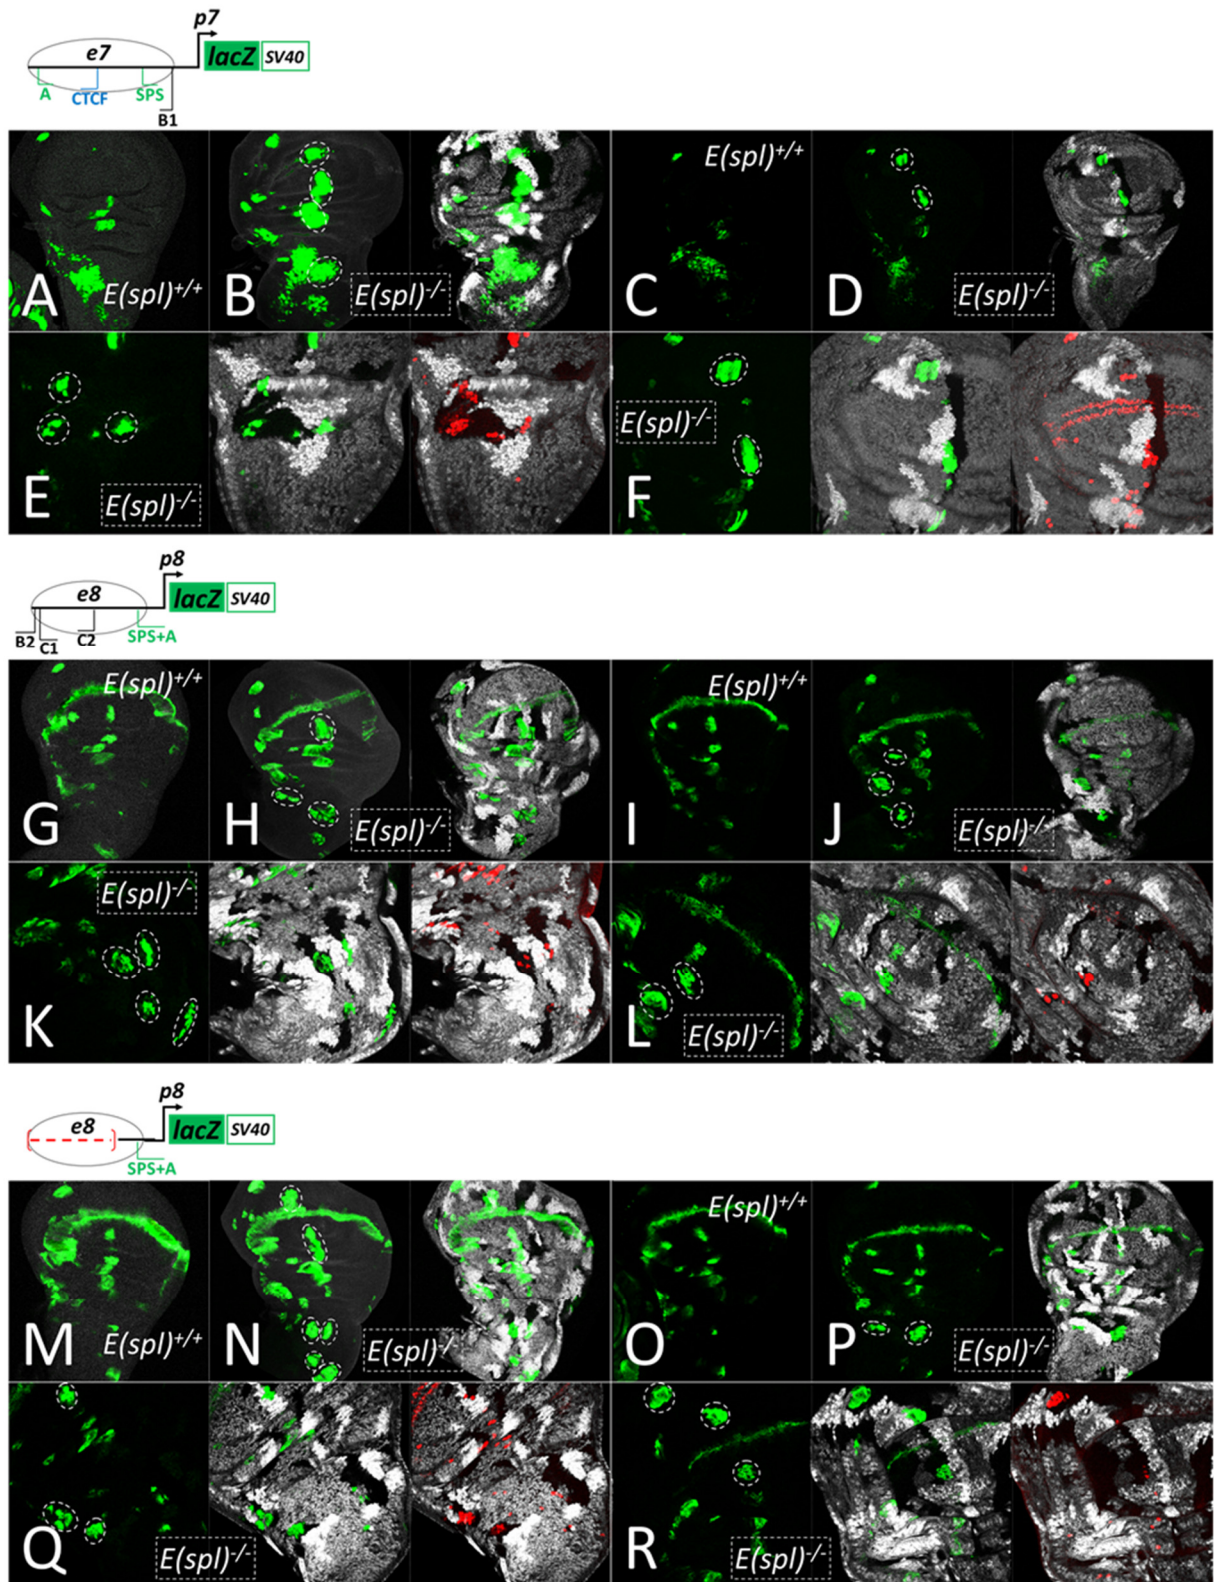 p7
e7
lacZ SV40
A CTCF SPS
B1
A E(spl)+/+ B E(spl)-/- C E(spl)+/+ D E(spl)-/-
E E(spl)-/- F E(spl)-/-
p8
e8
lacZ SV40
B2 C1 C2 SPS+A
G E(spl)+/+ H E(spl)-/- I E(spl)+/+ J E(spl)-/-
K E(spl)-/- L E(spl)-/-
p8
e8
lacZ SV40
SPS+A
M E(spl)+/+ N E(spl)-/- O E(spl)+/+ P E(spl)-/-
Q E(spl)-/- R E(spl)-/-